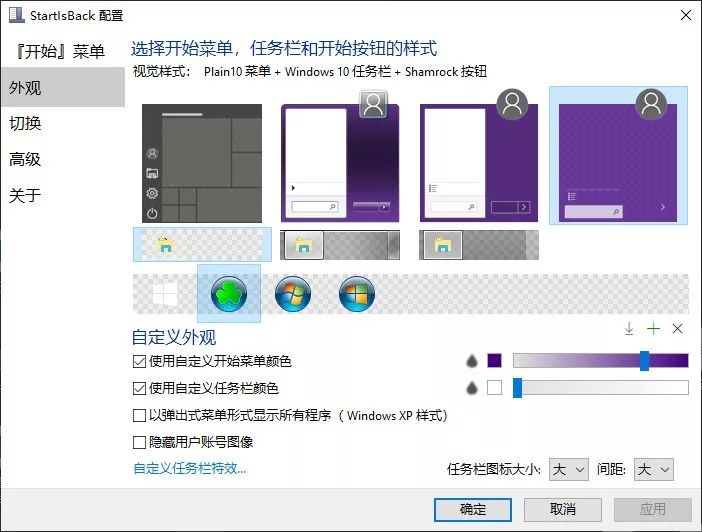 StartIsBack 配置
『开始』菜单
外观
切换
高级
关于
选择开始菜单，任务栏和开始按钮的样式
视觉样式： Plain10 菜单 + Windows 10 任务栏 + Shamrock 按钮
自定义外观
使用自定义开始菜单颜色
使用自定义任务栏颜色
以弹出式菜单形式显示所有程序（ Windows XP 样式）
隐藏用户账号图像
自定义任务栏特效...
任务栏图标大小: 大 间距: 大
确定 取消 应用